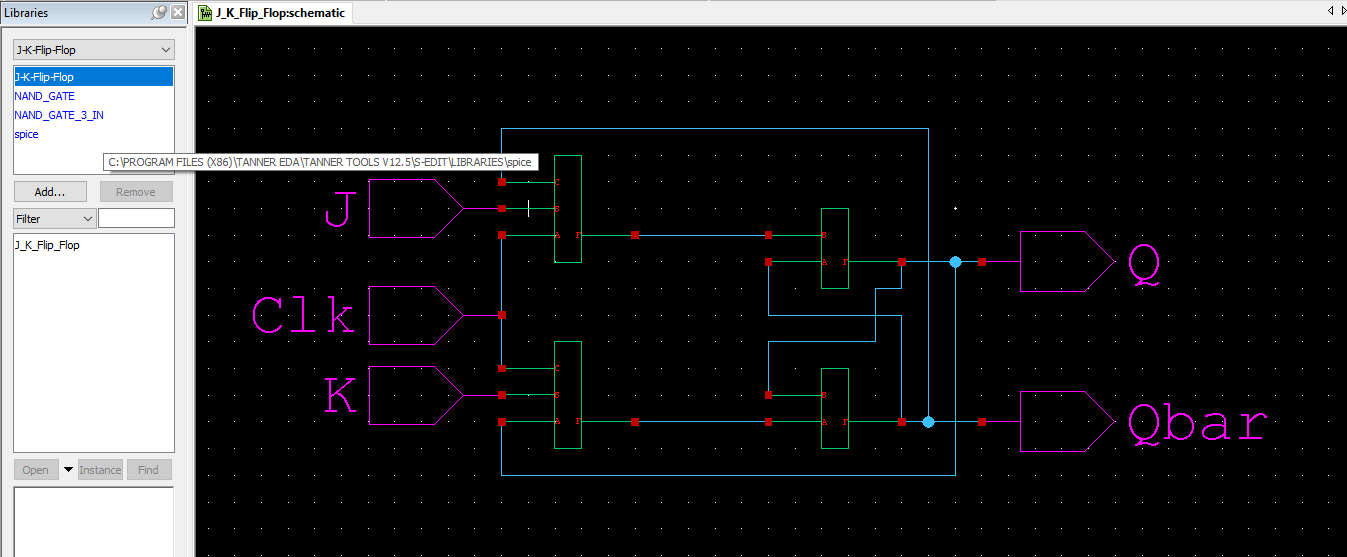 Libraries
J_K_Flip_Flop:schematic
J-K-Flip-Flop
J-K-Flip-Flop
NAND_GATE
NAND_GATE_3_IN
spice
C:\PROGRAM FILES (X86)\TANNER EDA\TANNER TOOLS V12.5\S-EDIT\LIBRARIES\spice
Add...
Remove
Filter
J_K_Flip_Flop
Open
Instance
Find
J
Clk
K
C
B
A
F
C
B
A
F
B
A
F
B
A
F
Q
Qbar